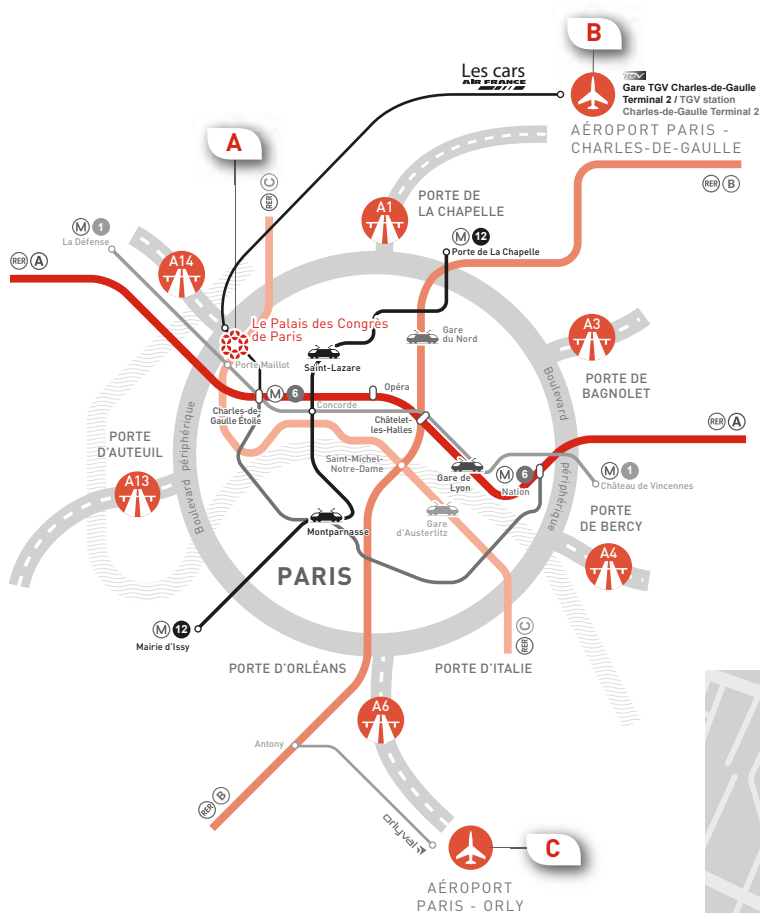 B
Les cars
AIR FRANCE
TGV
Gare TGV Charles-de-Gaulle
Terminal 2 / TGV station
Charles-de-Gaulle Terminal 2
AÉROPORT PARIS -
CHARLES-DE-GAULLE
A
RER C
RER B
A1
PORTE DE
LA CHAPELLE
M 1
La Défense
M 12
Porte de La Chapelle
RER A
A14
Le Palais des Congrès
de Paris
Gare
du Nord
A3
Saint-Lazare
Porte Maillot
PORTE DE
BAGNOLET
Boulevard
M 6
Opéra
Charles-de-
Gaulle Étoile
Concorde
Châtelet-
les-Halles
RER A
Boulevard périphérique
PORTE
D'AUTEUIL
Saint-Michel-
Notre-Dame
Gare de
Lyon
M 6
Nation
M 1
Château de Vincennes
périphérique
A13
Gare
d'Austerlitz
PORTE
DE BERCY
Montparnasse
A4
PARIS
M 12
Mairie d'Issy
RER C
PORTE D'ORLÉANS
PORTE D'ITALIE
A6
Antony
RER B
orlyval
C
AÉROPORT
PARIS - ORLY